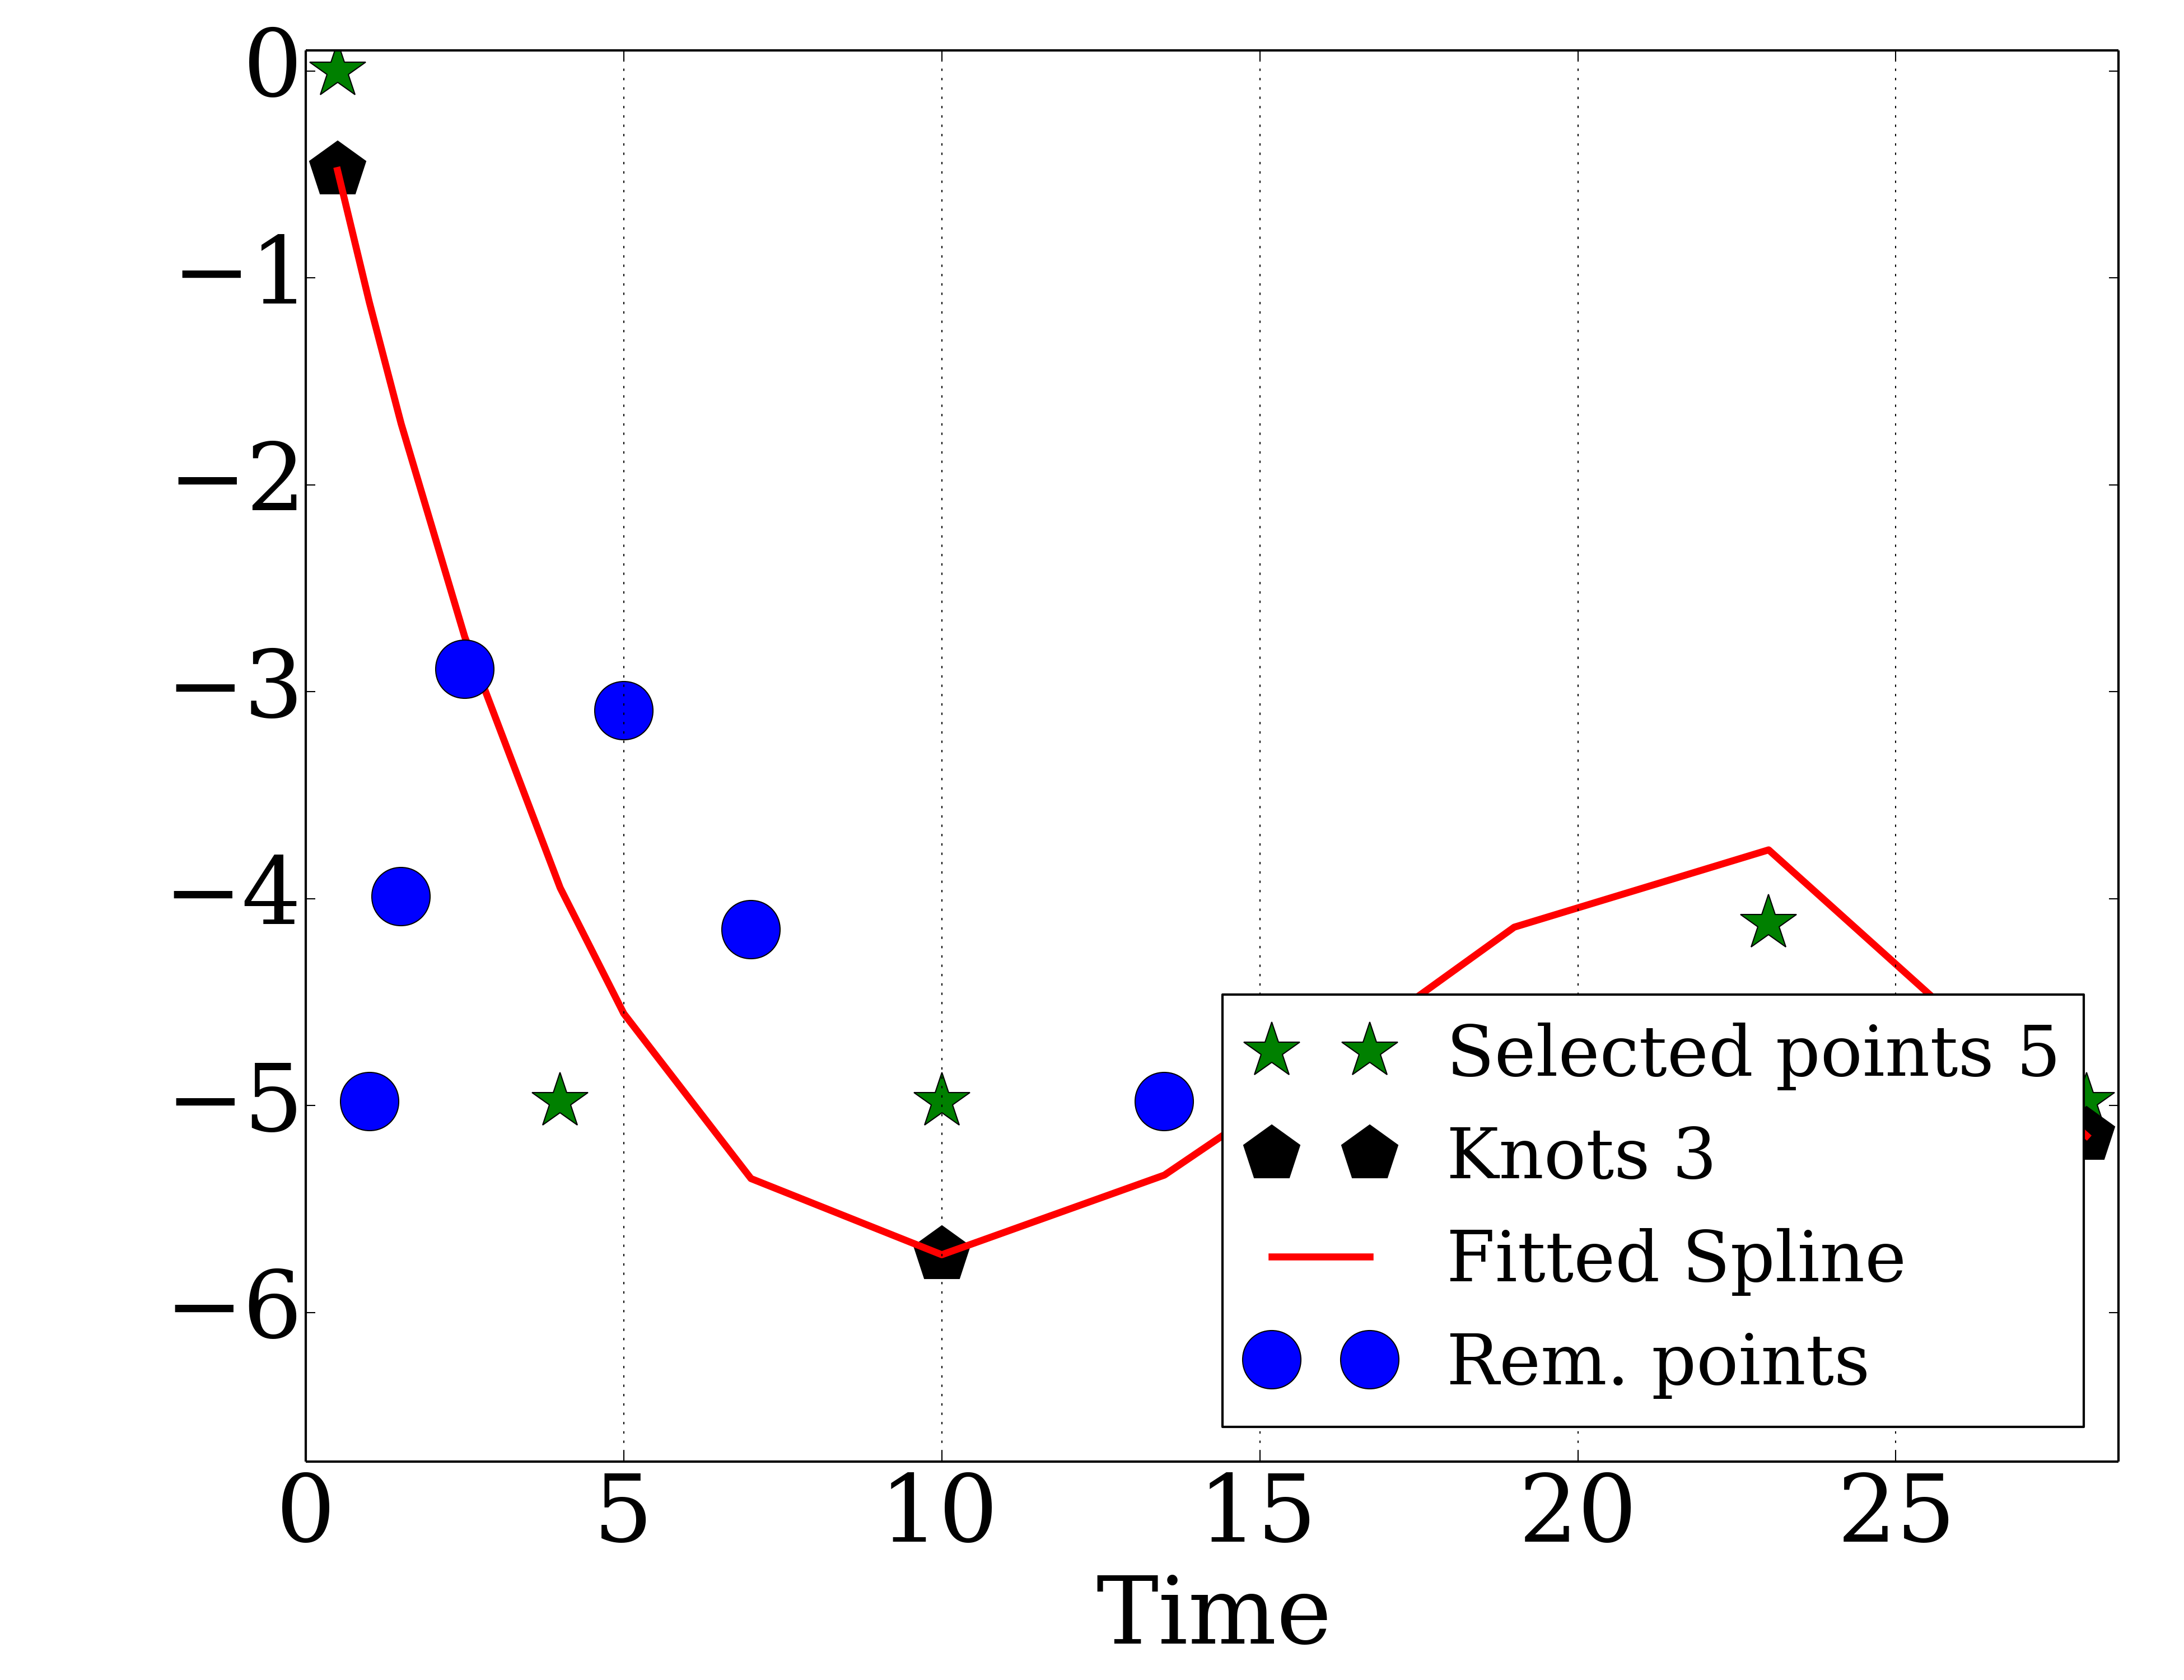 0
−1
−2
−3
−4
−5
−6
Selected points 5
Knots 3
Fitted Spline
Rem. points
0 5 10 15 20 25
Time